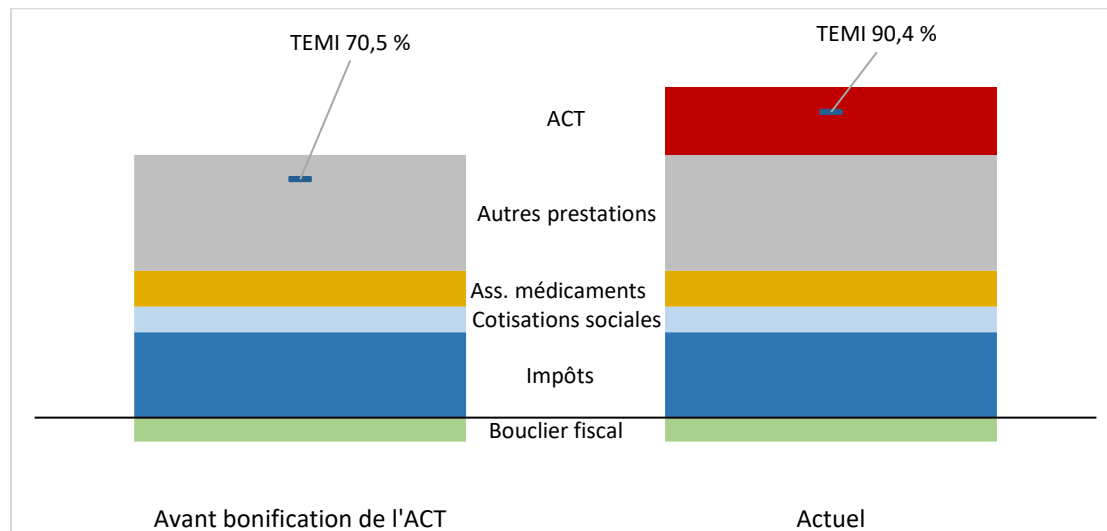 TEMI 70,5 %
TEMI 90,4 %
ACT
Autres prestations
Ass. médicaments
Cotisations sociales
Impôts
Bouclier fiscal
Avant bonification de l'ACT
Actuel